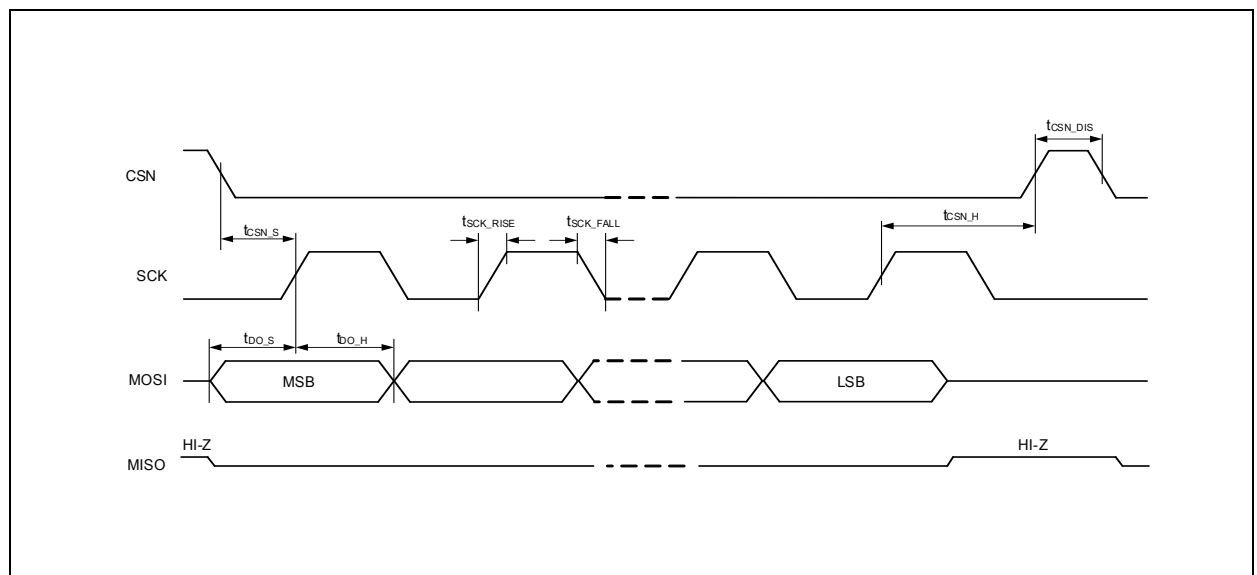 tCSN_DIS
CSN
tCSN_H
tSCK_RISE
tSCK_FALL
tCSN_S
SCK
tDO_S
tDO_H
MOSI
MSB
LSB
HI-Z
HI-Z
MISO